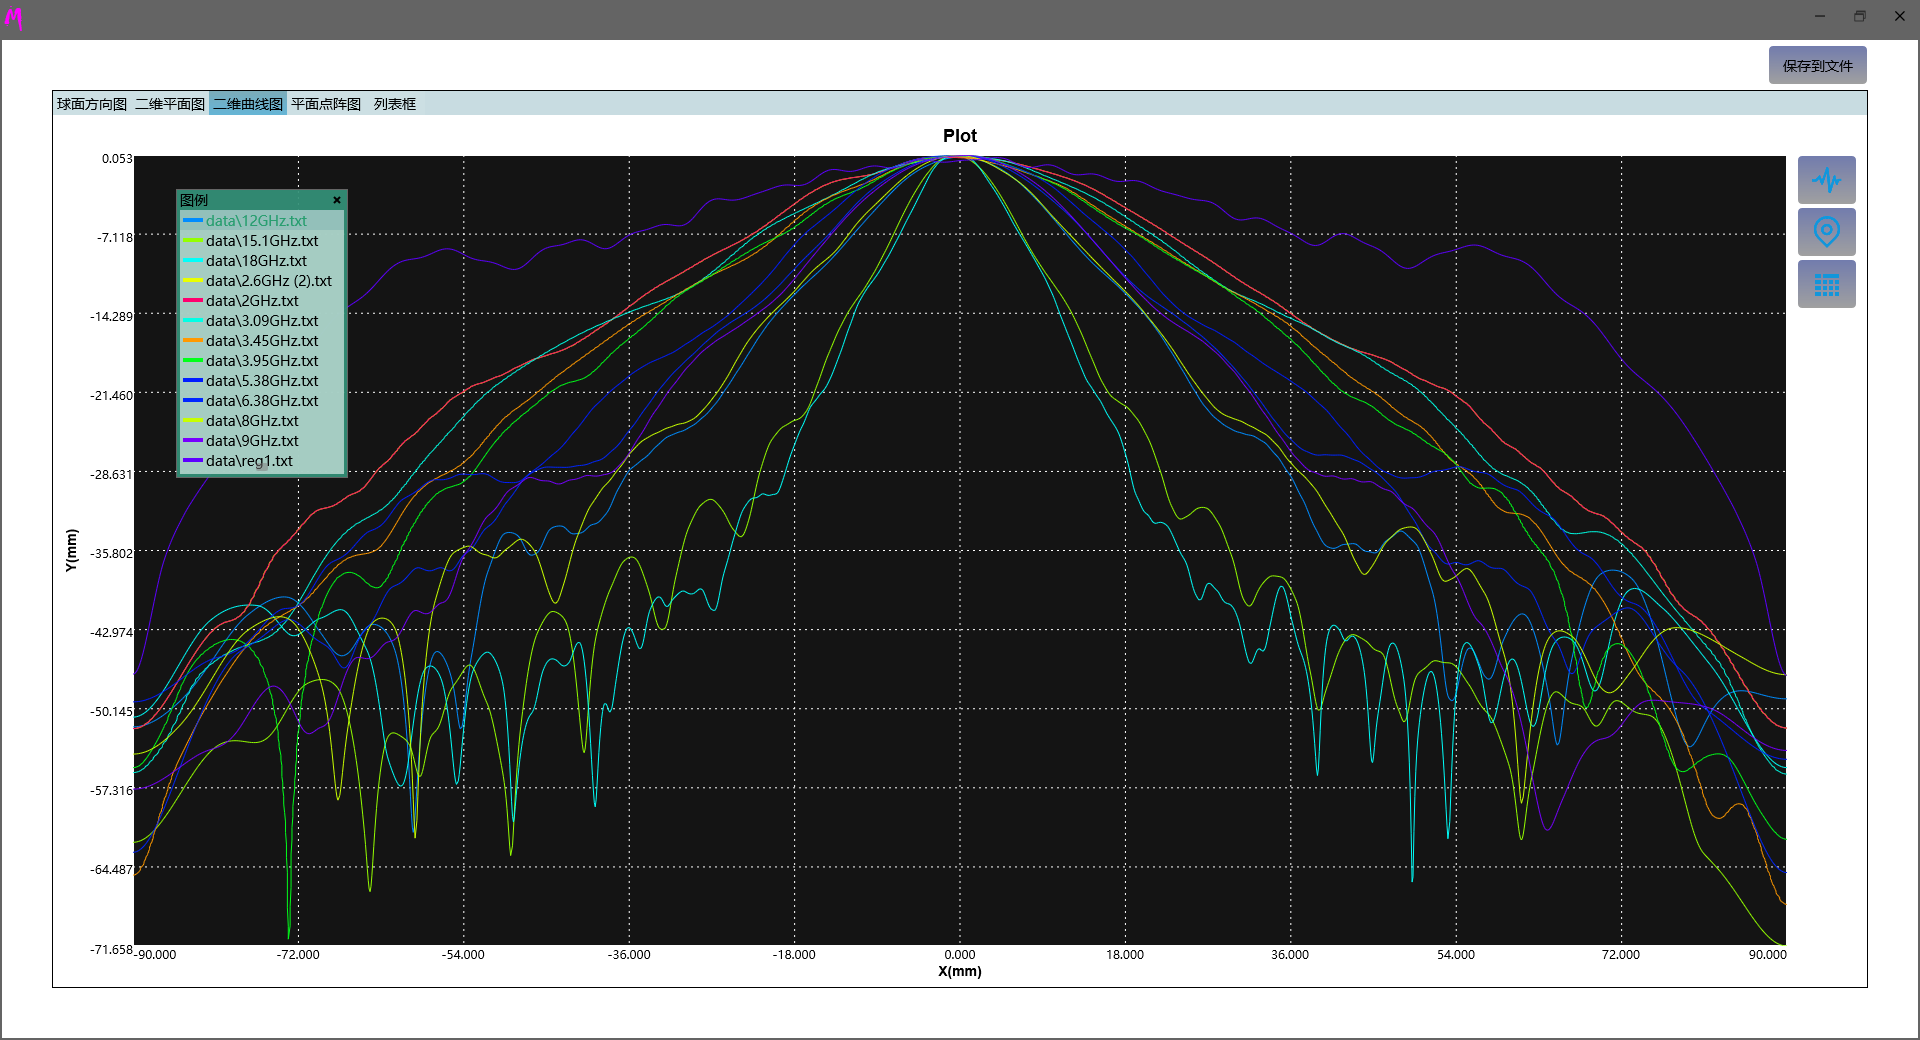 保存到文件
球面方向图 二维平面图 二维曲线图 平面点阵图 列表框
Plot
图例 ×
data\12GHz.txt
data\15.1GHz.txt
data\18GHz.txt
data\2.6GHz (2).txt
data\2GHz.txt
data\3.09GHz.txt
data\3.45GHz.txt
data\3.95GHz.txt
data\5.38GHz.txt
data\6.38GHz.txt
data\8GHz.txt
data\9GHz.txt
data\reg1.txt
Y(mm)
0.053
-7.118
-14.289
-21.460
-28.631
-35.802
-42.974
-50.145
-57.316
-64.487
-71.658
-90.000 -72.000 -54.000 -36.000 -18.000 0.000 18.000 36.000 54.000 72.000 90.000
X(mm)